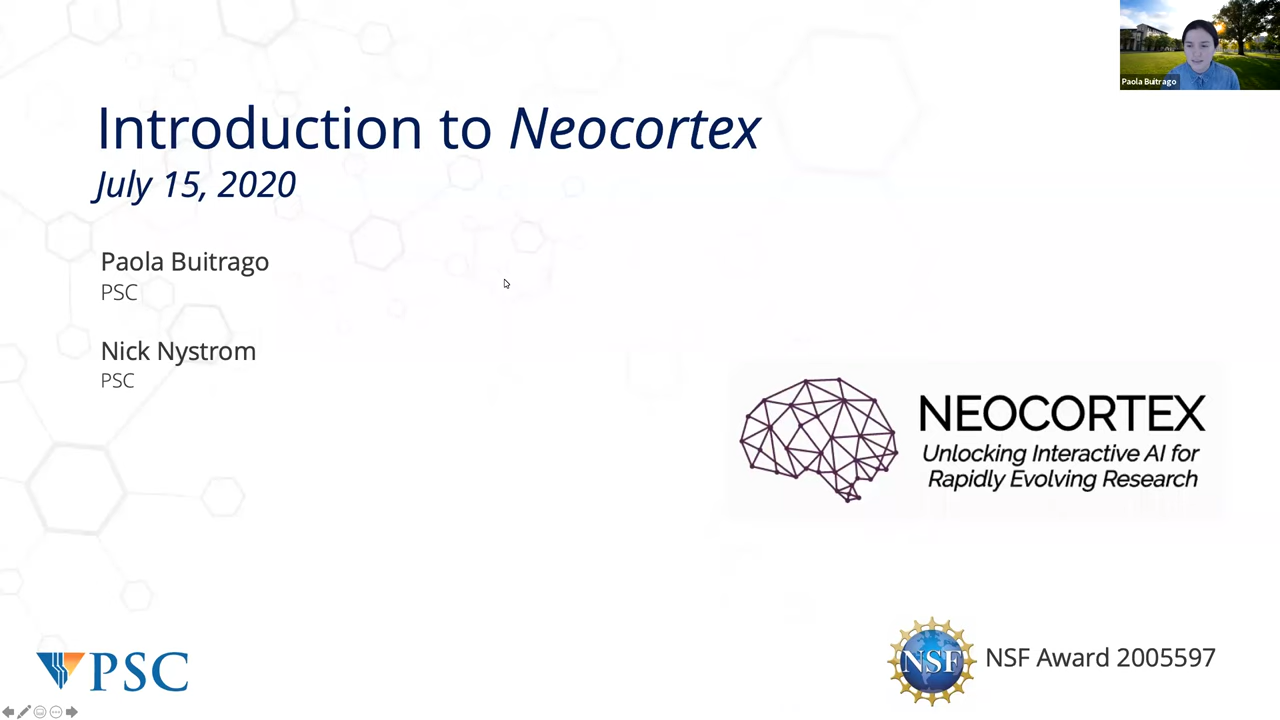 Paola Buitrago
Introduction to Neocortex
July 15, 2020
Paola Buitrago
PSC
Nick Nystrom
PSC
NEOCORTEX
Unlocking Interactive AI for
Rapidly Evolving Research
PSC
NSF
NSF Award 2005597